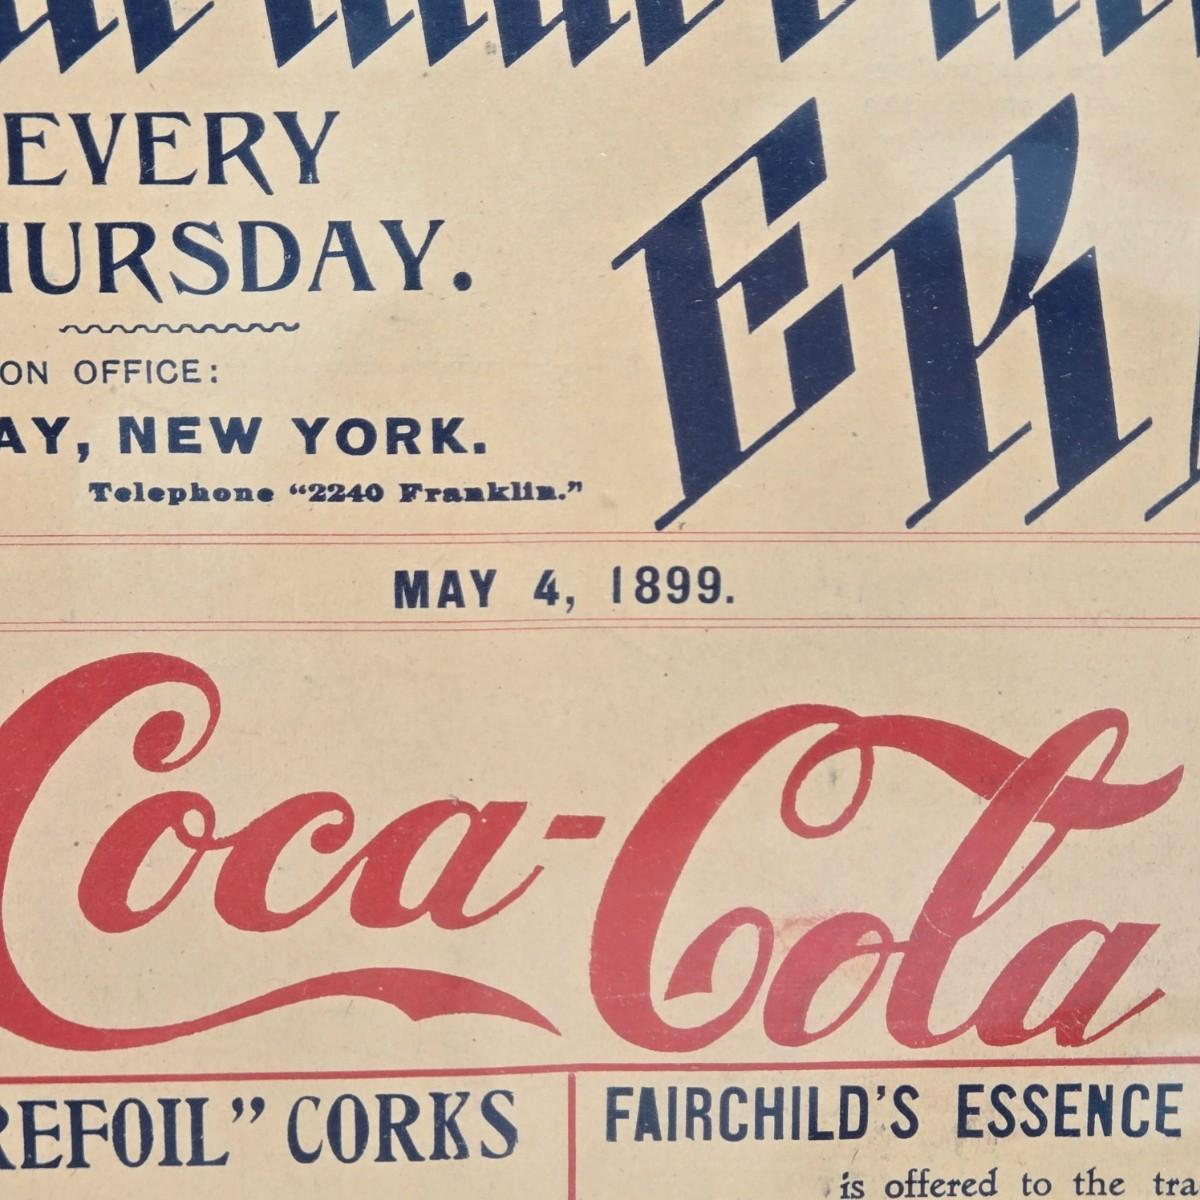 EVERY
HURSDAY.
ER
ON OFFICE:
AY, NEW YORK.
Telephone "2240 Franklin."
MAY 4, 1899.
Coca-Cola
REFOIL" CORKS
FAIRCHILD'S ESSENCE
is offered to the tra